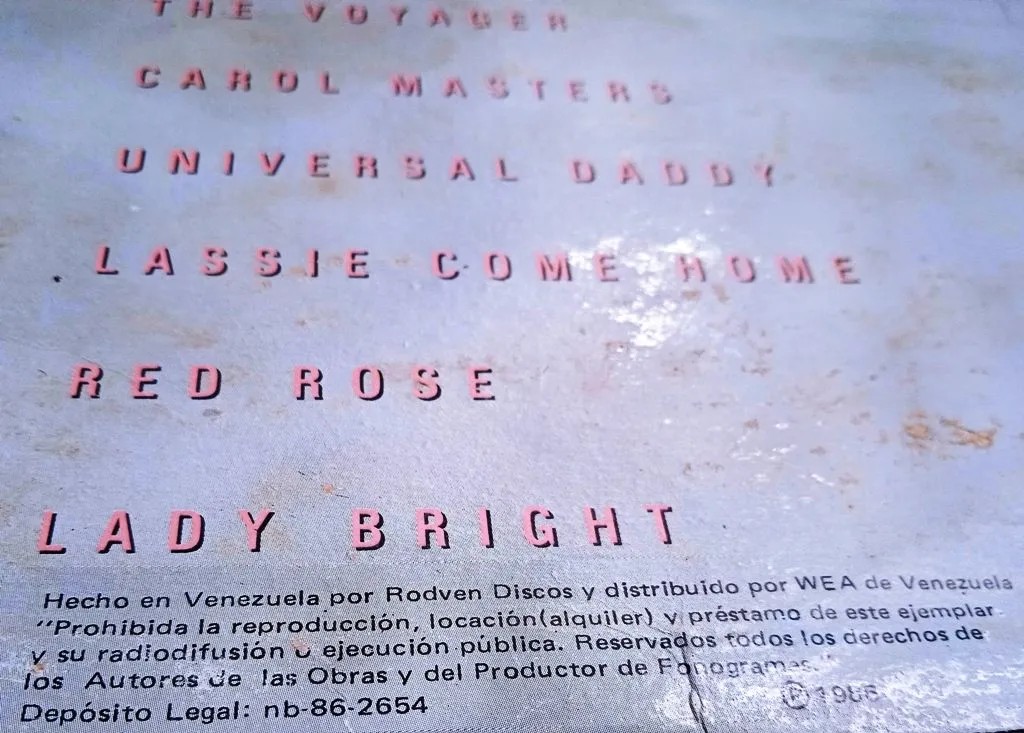 THE VOYAGER
CAROL MASTERS
UNIVERSAL DADDY
LASSIE COME HOME
RED ROSE
LADY BRIGHT
Hecho en Venezuela por Rodven Discos y distribuido por WEA de Venezuela
"Prohibida la reproducción, locación(alquiler) y préstamo de este ejemplar
y su radiodifusión o ejecución pública. Reservados todos los derechos de
los Autores de las Obras y del Productor de Fonogramas."
℗ 1986
Depósito Legal: nb-86-2654